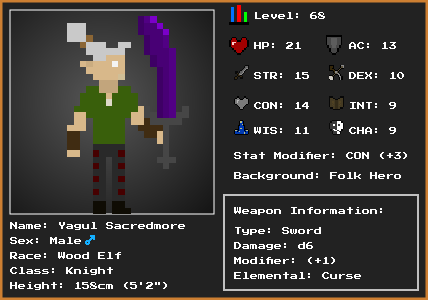 Level: 68
HP: 21
AC: 13
STR: 15
DEX: 10
CON: 14
INT: 9
WIS: 11
CHA: 9
Stat Modifier: CON (+3)
Background: Folk Hero
Name: Yagul Sacredmore
Sex: Male ♂
Race: Wood Elf
Class: Knight
Height: 158cm (5'2")
Weapon Information:
Type: Sword
Damage: d6
Modifier: (+1)
Elemental: Curse